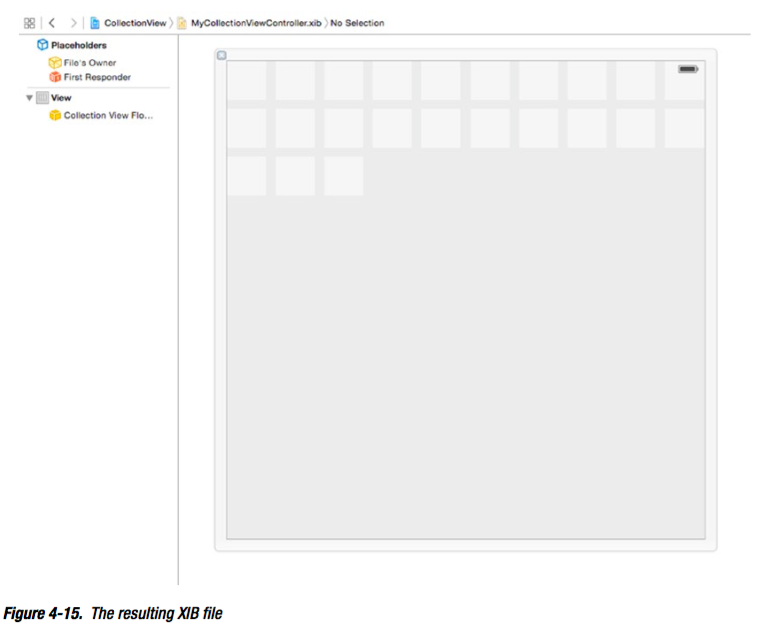 CollectionView MyCollectionViewController.xib No Selection
Placeholders
File's Owner
First Responder
View
Collection View Flo...
Figure 4-15. The resulting XIB file